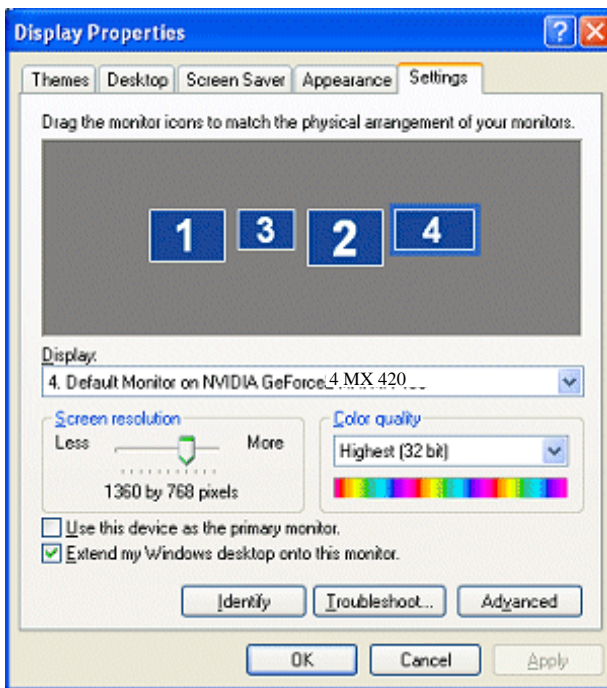 Display Properties
Themes Desktop Screen Saver Appearance Settings
Drag the monitor icons to match the physical arrangement of your monitors.
1 3 2 4
Display:
4. Default Monitor on NVIDIA GeForce 4 MX 420
Screen resolution
Less More
1360 by 768 pixels
Color quality
Highest (32 bit)
Use this device as the primary monitor.
Extend my Windows desktop onto this monitor.
Identify Troubleshoot... Advanced
OK Cancel Apply